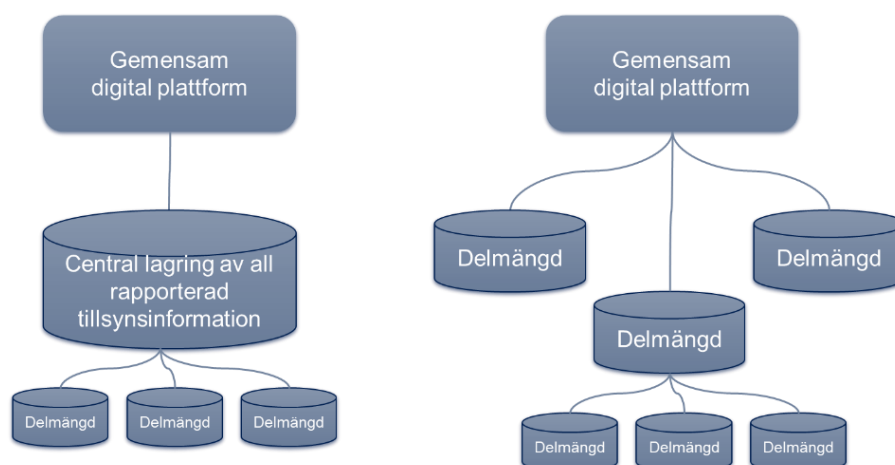 Gemensam
digital plattform
Central lagring av all
rapporterad
tillsynsinformation
Delmängd
Delmängd
Delmängd
Gemensam
digital plattform
Delmängd
Delmängd
Delmängd
Delmängd
Delmängd
Delmängd